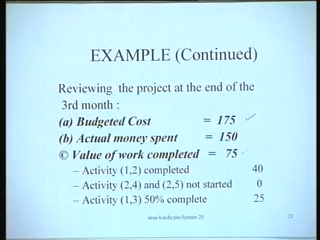 EXAMPLE (Continued)
Reviewing the project at the end of the
3rd month :
(a) Budgeted Cost = 175
(b) Actual money spent = 150
© Value of work completed = 75
– Activity (1,2) completed 40
– Activity (2,4) and (2,5) not started 0
– Activity (1,3) 50% complete 25
21